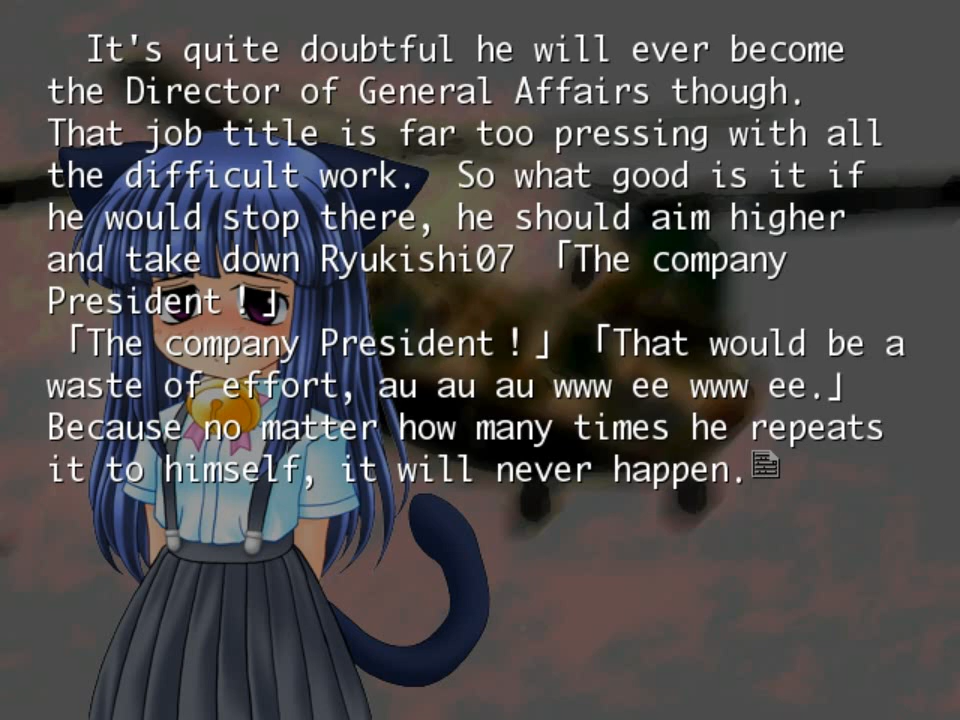 It's quite doubtful he will ever become
the Director of General Affairs though.
That job title is far too pressing with all
the difficult work.  So what good is it if
he would stop there, he should aim higher
and take down Ryukishi07 「The company
President！」
「The company President！」「That would be a
waste of effort, au au au www ee www ee.」
Because no matter how many times he repeats
it to himself, it will never happen.